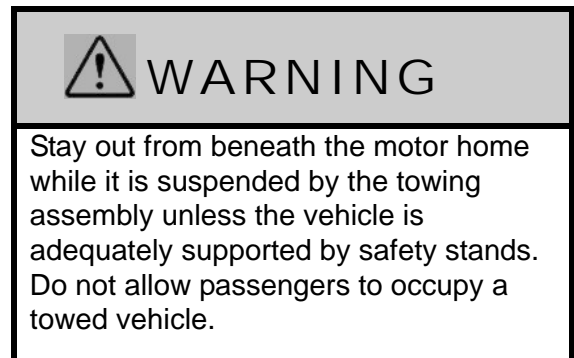 WARNING
Stay out from beneath the motor home
while it is suspended by the towing
assembly unless the vehicle is
adequately supported by safety stands.
Do not allow passengers to occupy a
towed vehicle.